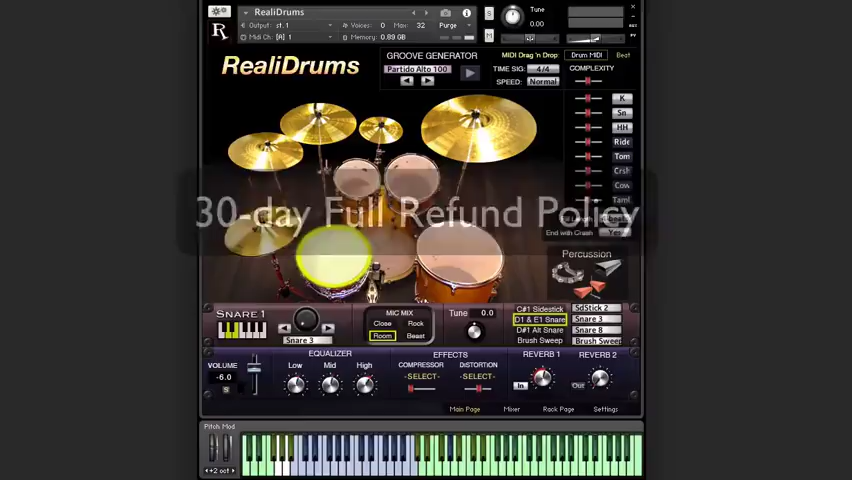 RealiDrums
Output: st.1
Voices: 0 Max: 32
Purge
Midi Ch: [A] 1
Memory: 0.89 GB
Tune
0.00
S
M
R
RealiDrums
GROOVE GENERATOR
Partido Alto 100
MIDI Drag 'n Drop:
Drum MIDI
Beat
TIME SIG: 4/4
SPEED: Normal
COMPLEXITY
K
Sn
HH
Ride
Tom
Crsh
Cow
Tamb
30-day Full Refund Policy
Fill Length
End with Crash
Yes
Percussion
SNARE 1
Snare 3
MIC MIX
Close
Rock
Room
Beast
Tune 0.0
C#1 Sidestick
SdStick 2
D1 & E1 Snare
Snare 3
D#1 Alt Snare
Snare 8
Brush Sweep
Brush Sweep
VOLUME
-6.0
S
EQUALIZER
Low
Mid
High
EFFECTS
COMPRESSOR
-SELECT-
DISTORTION
-SELECT-
REVERB 1
In
REVERB 2
Out
Main Page
Mixer
Rock Page
Settings
Pitch Mod
+2 oct